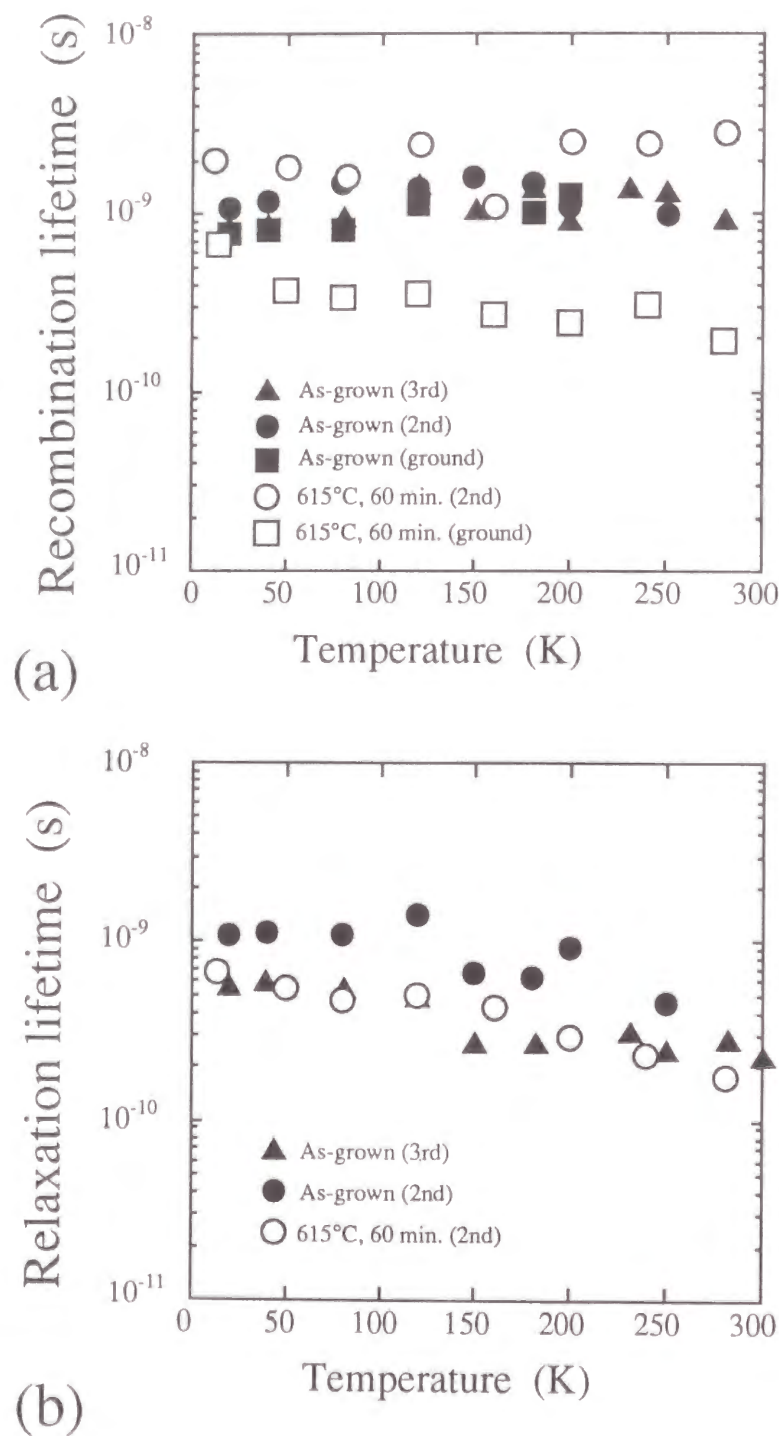 Recombination lifetime (s)
10⁻⁸
10⁻⁹
10⁻¹⁰
10⁻¹¹
As-grown (3rd)
As-grown (2nd)
As-grown (ground)
615°C, 60 min. (2nd)
615°C, 60 min. (ground)
0 50 100 150 200 250 300
Temperature (K)
(a)
Relaxation lifetime (s)
10⁻⁸
10⁻⁹
10⁻¹⁰
10⁻¹¹
As-grown (3rd)
As-grown (2nd)
615°C, 60 min. (2nd)
0 50 100 150 200 250 300
Temperature (K)
(b)